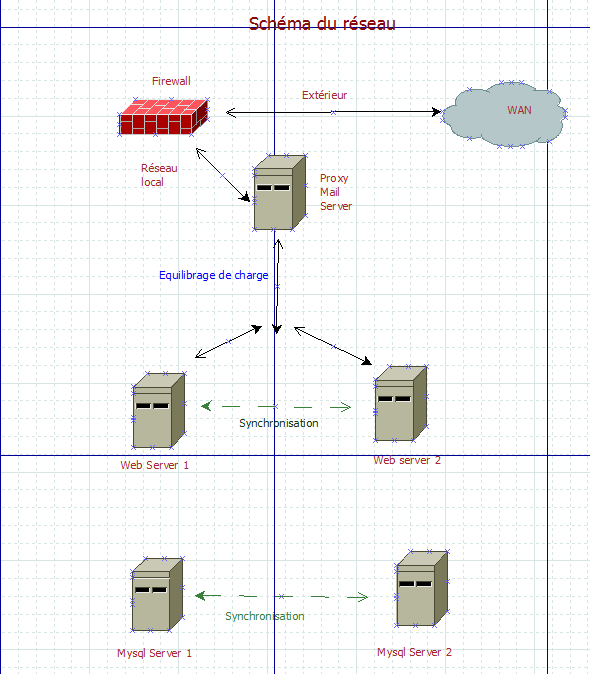 Schéma du réseau
Firewall
Extérieur
WAN
Réseau
local
Proxy
Mail
Server
Equilibrage de charge
Synchronisation
Web Server 1
Web server 2
Synchronisation
Mysql Server 1
Mysql Server 2